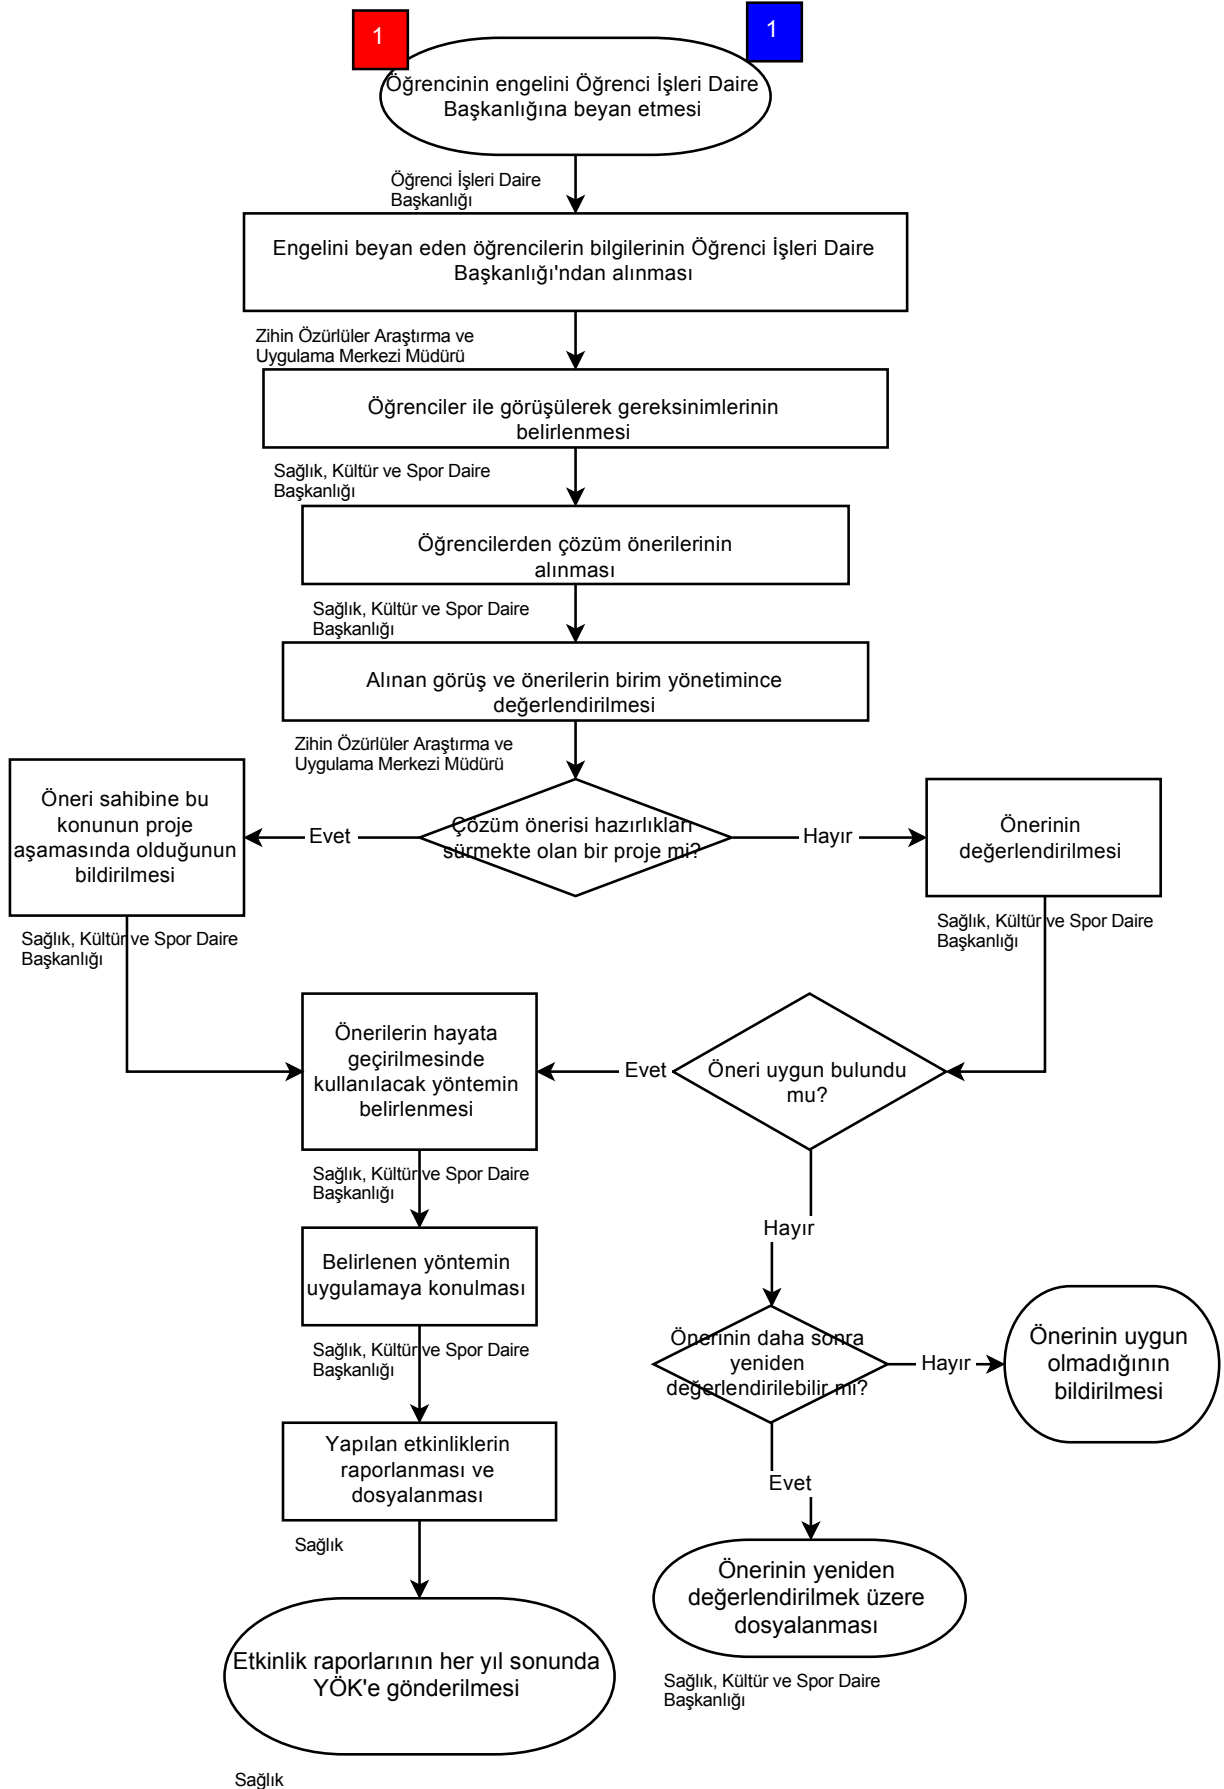 1
1
Öğrencinin engelini Öğrenci İşleri Daire
Başkanlığına beyan etmesi
Öğrenci İşleri Daire
Başkanlığı
Engelini beyan eden öğrencilerin bilgilerinin Öğrenci İşleri Daire
Başkanlığı'ndan alınması
Zihin Özürlüler Araştırma ve
Uygulama Merkezi Müdürü
Öğrenciler ile görüşülerek gereksinimlerinin
belirlenmesi
Sağlık, Kültür ve Spor Daire
Başkanlığı
Öğrencilerden çözüm önerilerinin
alınması
Sağlık, Kültür ve Spor Daire
Başkanlığı
Alınan görüş ve önerilerin birim yönetimince
değerlendirilmesi
Zihin Özürlüler Araştırma ve
Uygulama Merkezi Müdürü
Çözüm önerisi hazırlıkları
sürmekte olan bir proje mi?
Evet
Hayır
Öneri sahibine bu
konunun proje
aşamasında olduğunun
bildirilmesi
Sağlık, Kültür ve Spor Daire
Başkanlığı
Önerinin
değerlendirilmesi
Sağlık, Kültür ve Spor Daire
Başkanlığı
Önerilerin hayata
geçirilmesinde
kullanılacak yöntemin
belirlenmesi
Evet
Öneri uygun bulundu
mu?
Sağlık, Kültür ve Spor Daire
Başkanlığı
Hayır
Belirlenen yöntemin
uygulamaya konulması
Sağlık, Kültür ve Spor Daire
Başkanlığı
Önerinin daha sonra
yeniden
değerlendirilebilir mi?
Hayır
Önerinin uygun
olmadığının
bildirilmesi
Yapılan etkinliklerin
raporlanması ve
dosyalanması
Evet
Sağlık
Önerinin yeniden
değerlendirilmek üzere
dosyalanması
Etkinlik raporlarının her yıl sonunda
YÖK'e gönderilmesi
Sağlık, Kültür ve Spor Daire
Başkanlığı
Sağlık